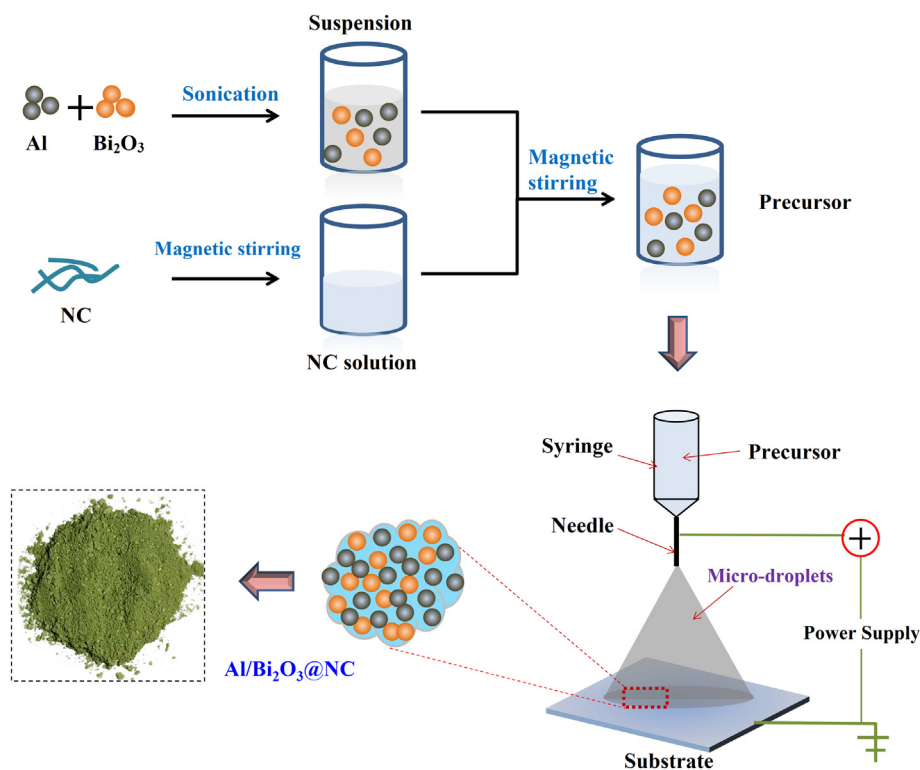 Suspension
Sonication
Al
+
Bi₂O₃
Magnetic stirring
NC
NC solution
Magnetic
stirring
Precursor
Syringe
Precursor
Needle
+
Micro-droplets
Power Supply
Al/Bi₂O₃@NC
Substrate